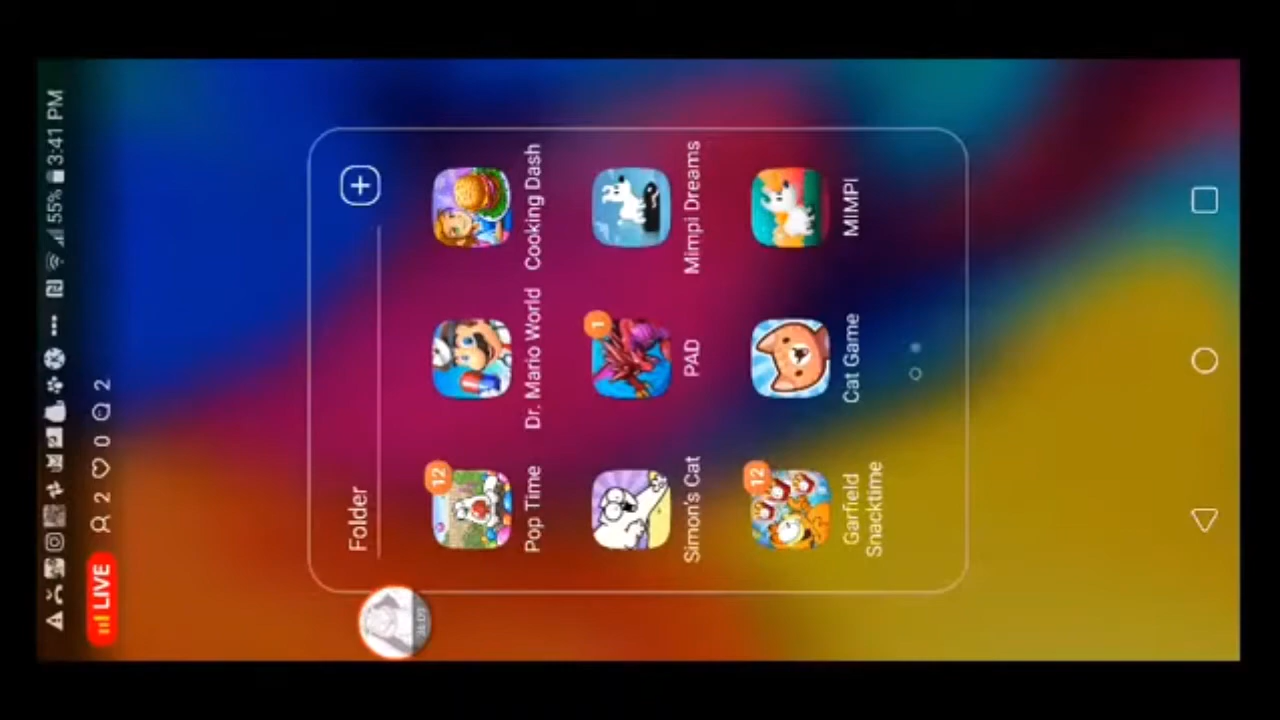 55% 3:41 PM
LIVE 2 0 2
Folder
12 1 12
Pop Time Dr. Mario World Cooking Dash
Simon's Cat PAD Mimpi Dreams
Garfield Snacktime Cat Game MIMPI